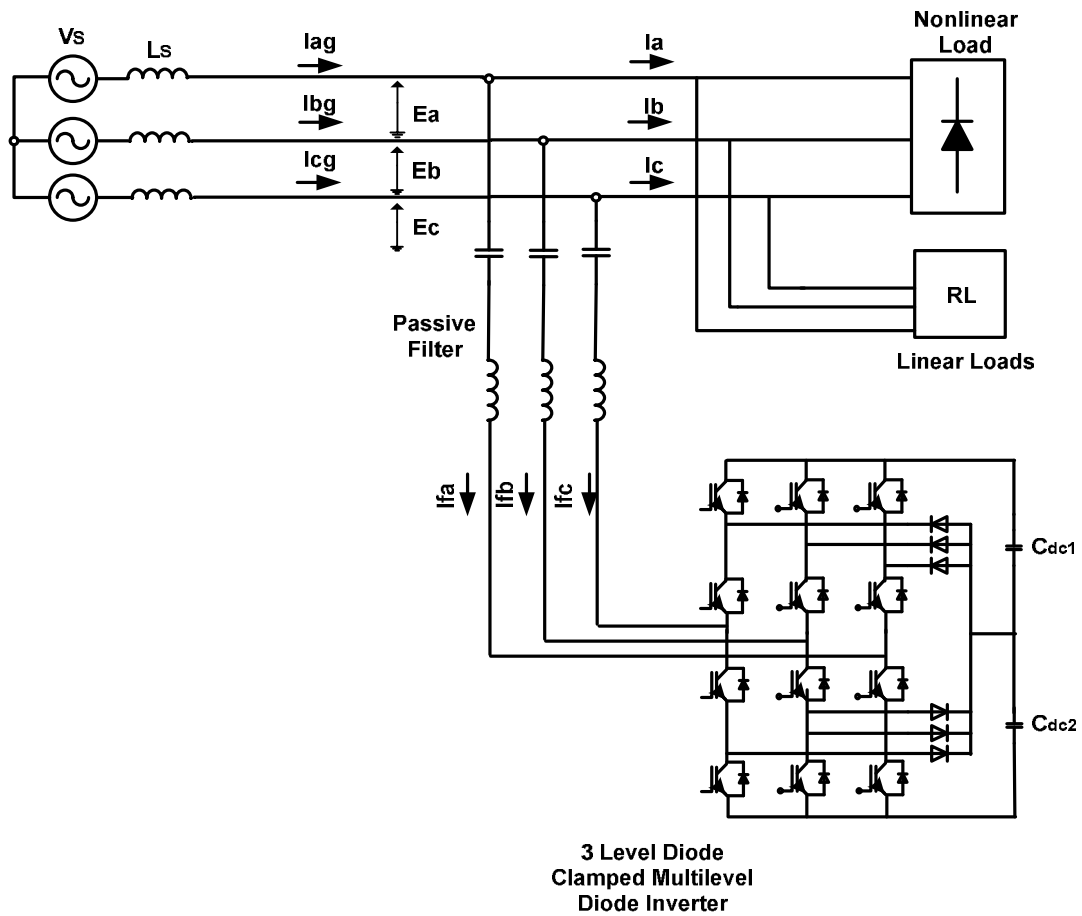 Vs
Ls
Iag
Ia
Nonlinear
Load
Ibg
Ea
Ib
Icg
Eb
Ic
Ec
RL
Passive
Filter
Linear Loads
Ifa
Ifb
Ifc
Cdc1
Cdc2
3 Level Diode
Clamped Multilevel
Diode Inverter